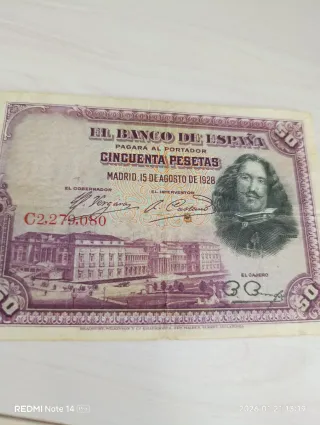 EL BANCO DE ESPAÑA
50
PAGARÁ AL PORTADOR
CINCUENTA PESETAS
MADRID, 15 DE AGOSTO DE 1928
EL GOBERNADOR
EL INTERVENTOR
C2,279,080
EL CAJERO
50
50
REDMI Note 14